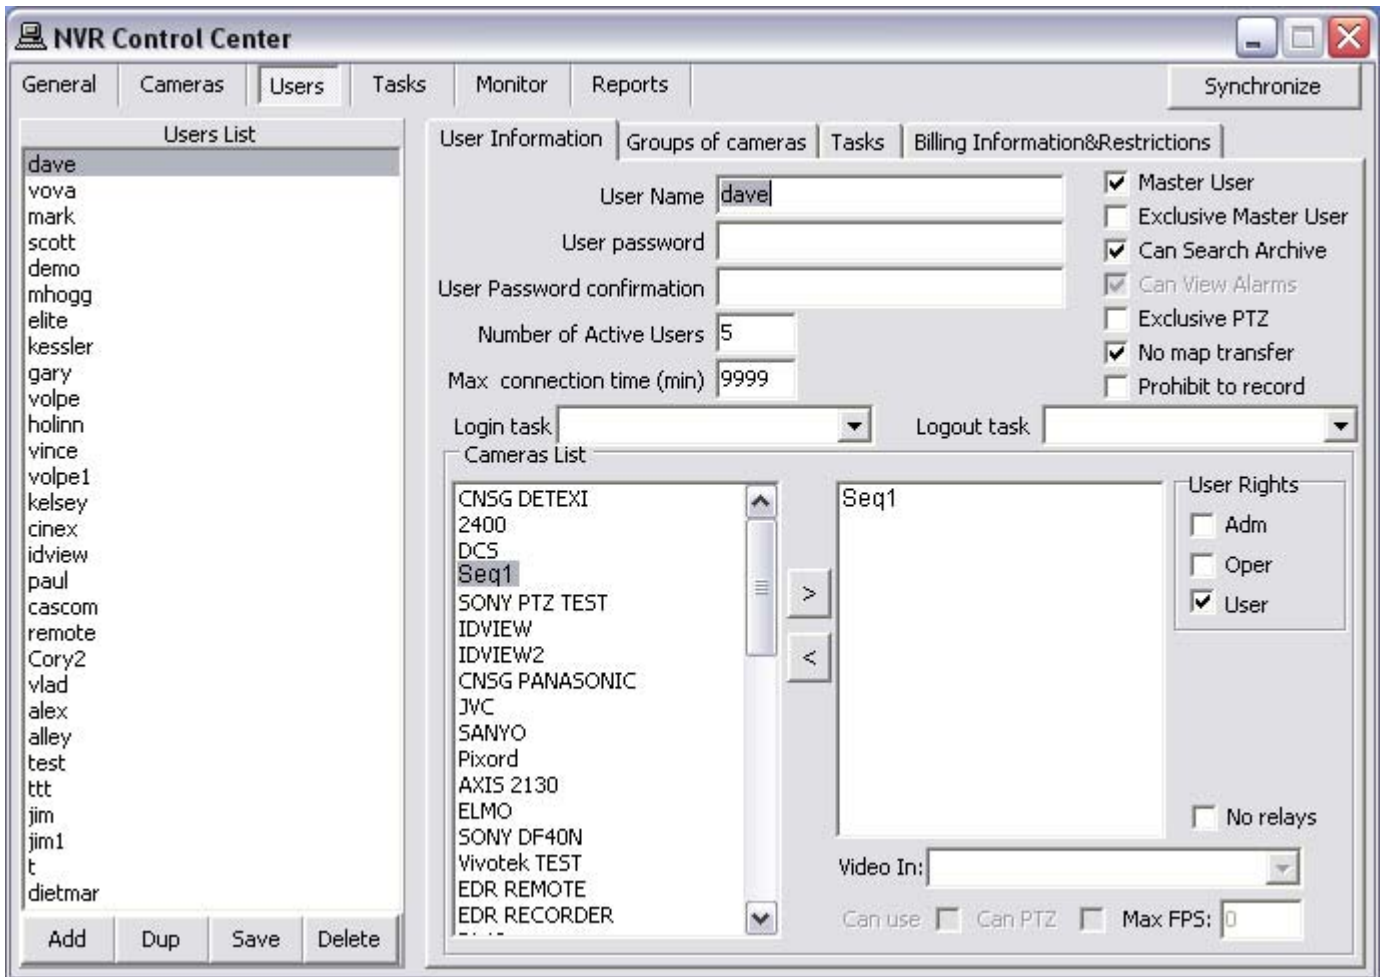 NVR Control Center
General Cameras Users Tasks Monitor Reports Synchronize
Users List
dave
vova
mark
scott
demo
mhogg
elite
kessler
gary
volpe
holinn
vince
volpe1
kelsey
cinex
idview
paul
cascom
remote
Cory2
vlad
alex
alley
test
ttt
jim
jim1
t
dietmar
Add Dup Save Delete
User Information Groups of cameras Tasks Billing Information&Restrictions
User Name dave
User password
User Password confirmation
Number of Active Users 5
Max connection time (min) 9999
Master User
Exclusive Master User
Can Search Archive
Can View Alarms
Exclusive PTZ
No map transfer
Prohibit to record
Login task Logout task
Cameras List
CNSG DETEXI
2400
DCS
Seq1
SONY PTZ TEST
IDVIEW
IDVIEW2
CNSG PANASONIC
JVC
SANYO
Pixord
AXIS 2130
ELMO
SONY DF40N
Vivotek TEST
EDR REMOTE
EDR RECORDER
>
<
Seq1
User Rights
Adm
Oper
User
No relays
Video In:
Can use Can PTZ Max FPS: 0